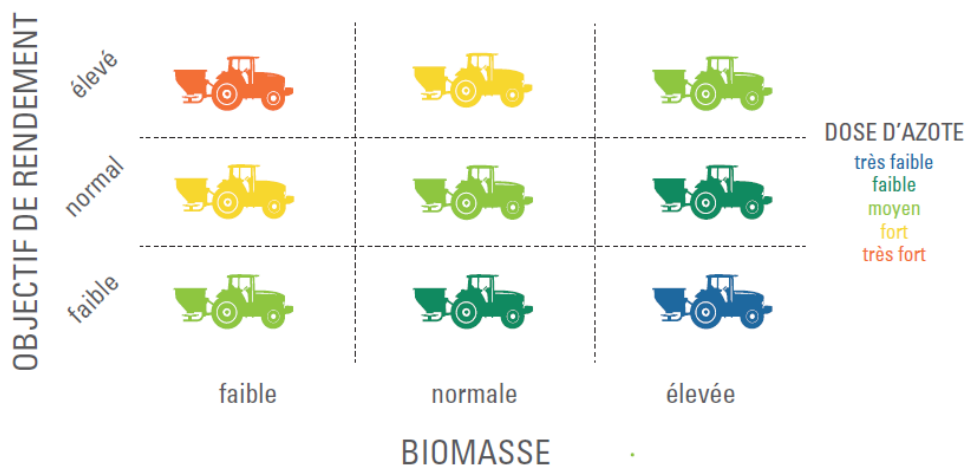 OBJECTIF DE RENDEMENT
élevé
normal
faible
faible
normale
élevée
BIOMASSE
DOSE D'AZOTE
très faible
faible
moyen
fort
très fort